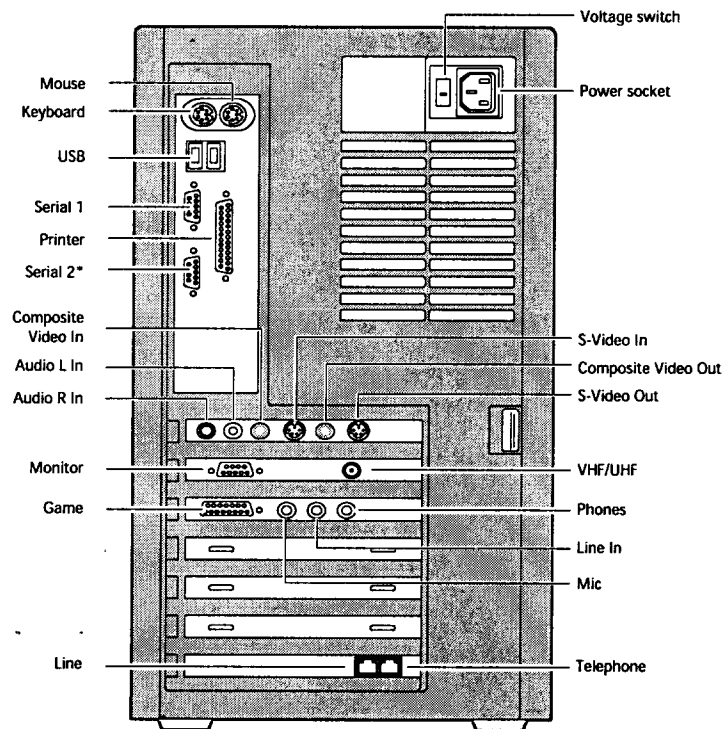 Voltage switch
Mouse
Keyboard
Power socket
USB
Serial 1
Printer
Serial 2*
Composite
Video In
S-Video In
Audio L In
Composite Video Out
Audio R In
S-Video Out
Monitor
VHF/UHF
Game
Phones
Line In
Mic
Line
Telephone